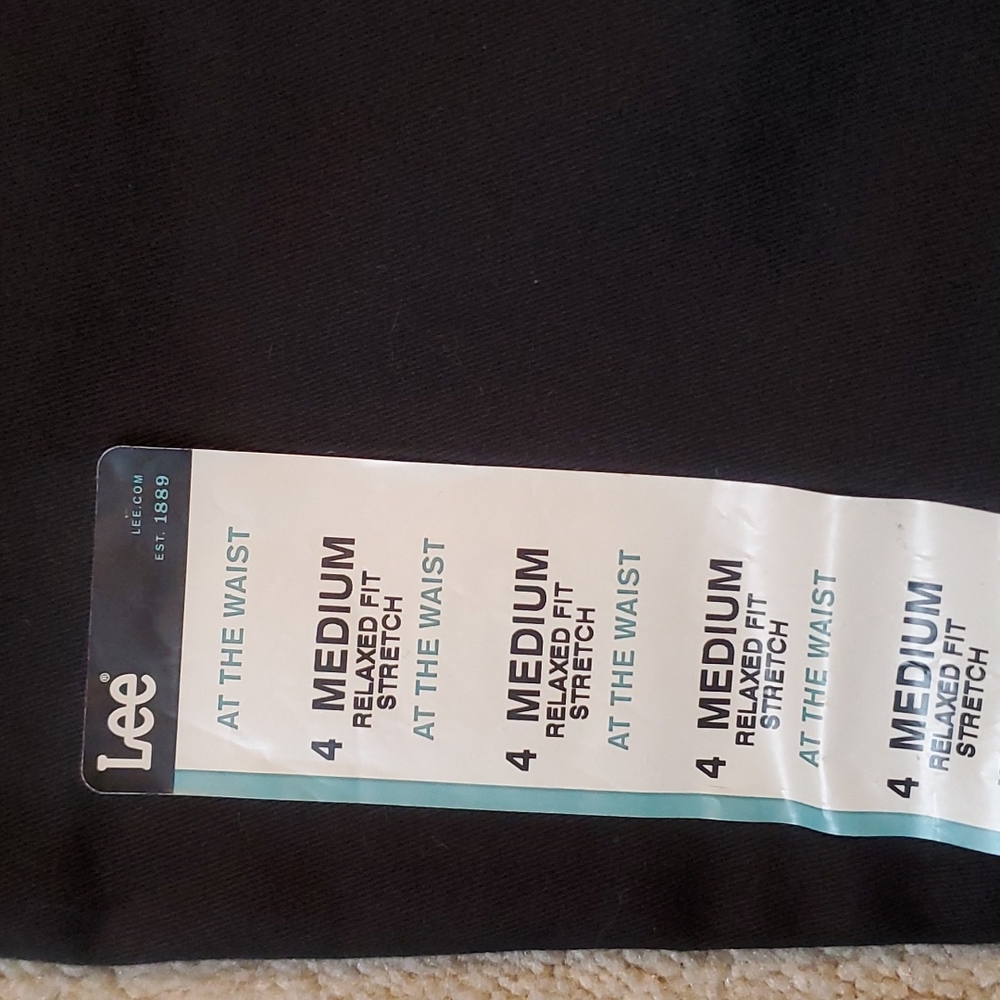 Lee®
LEE.COM
EST. 1889
AT THE WAIST
4 MEDIUM
RELAXED FIT
STRETCH
AT THE WAIST
4 MEDIUM
RELAXED FIT
STRETCH
AT THE WAIST
4 MEDIUM
RELAXED FIT
STRETCH
AT THE WAIST
4 MEDIUM
RELAXED FIT
STRETCH